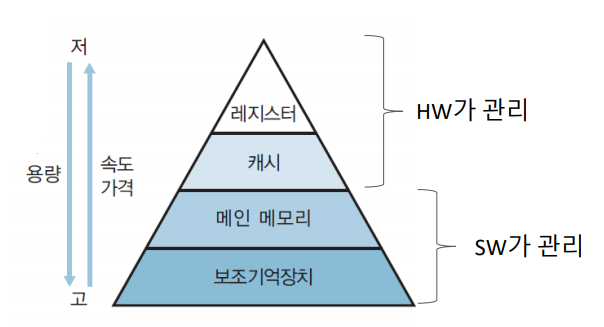 저
레지스터
HW가 관리
캐시
용량
속도
가격
메인 메모리
SW가 관리
보조기억장치
고